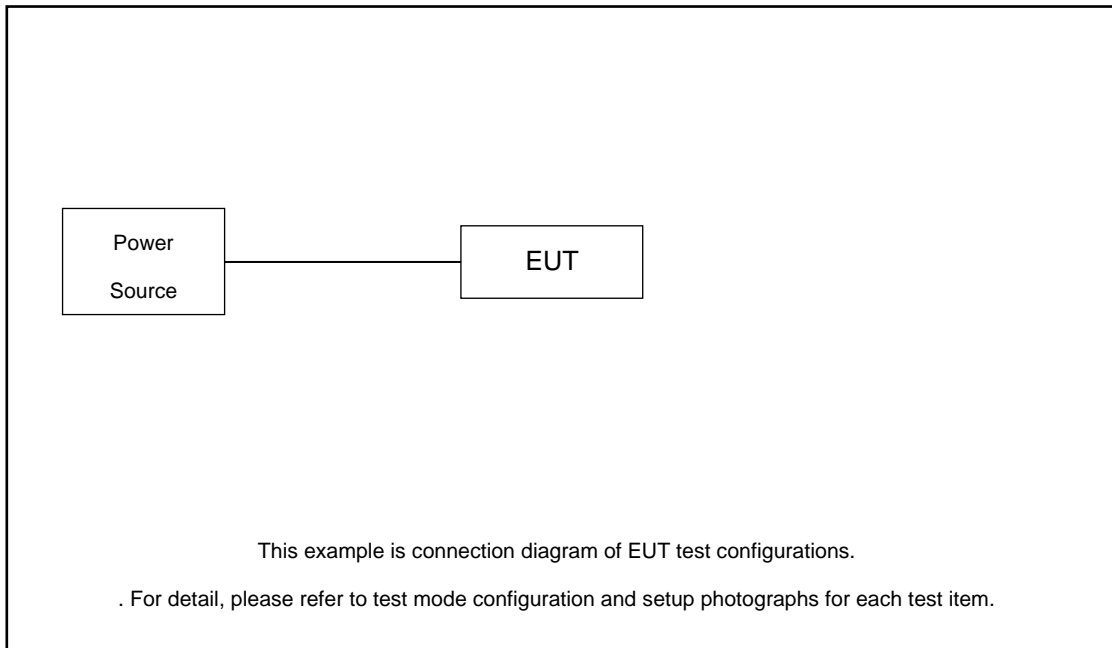 Power
Source
EUT
This example is connection diagram of EUT test configurations.
. For detail, please refer to test mode configuration and setup photographs for each test item.